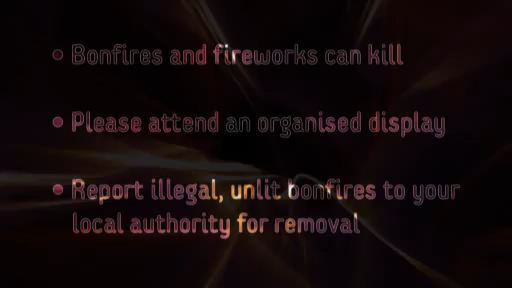 • Bonfires and fireworks can kill
• Please attend an organised display
• Report illegal, unlit bonfires to your
local authority for removal